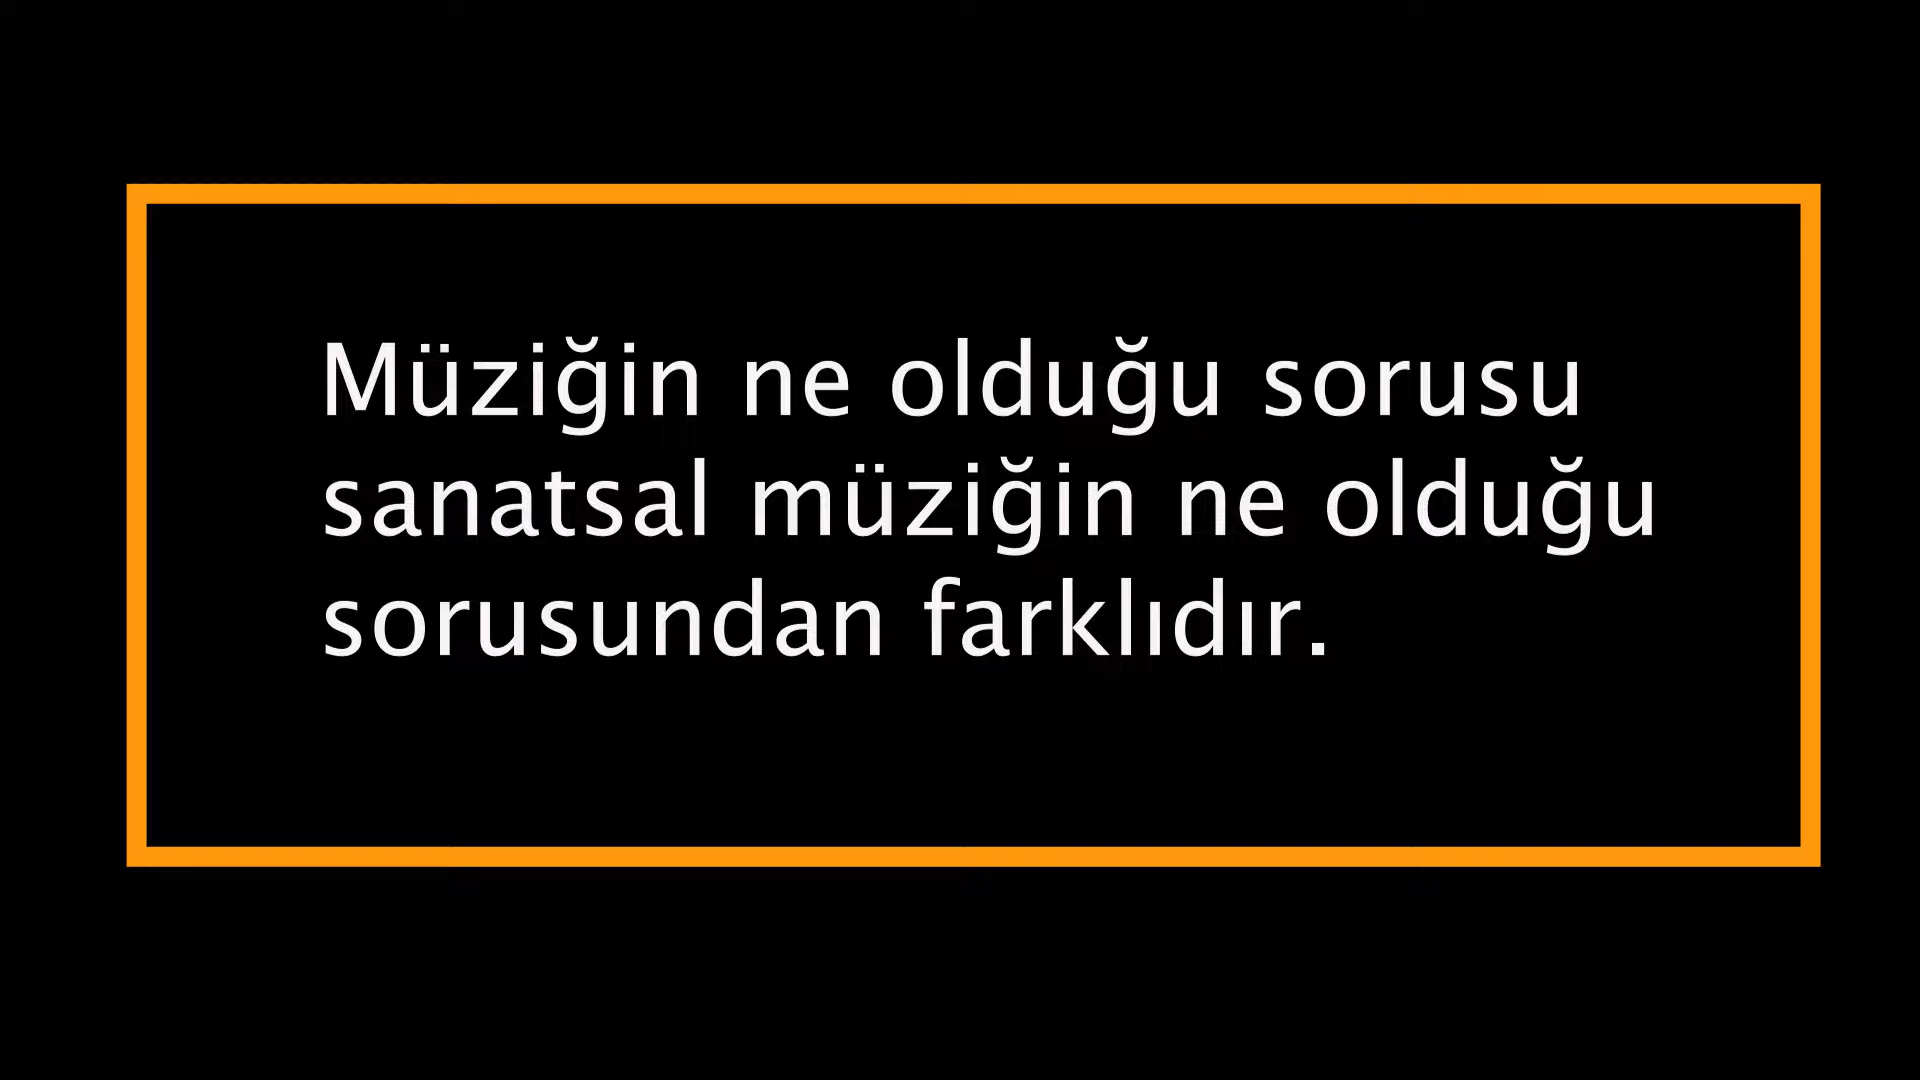 Müziğin ne olduğu sorusu
sanatsal müziğin ne olduğu
sorusundan farklıdır.